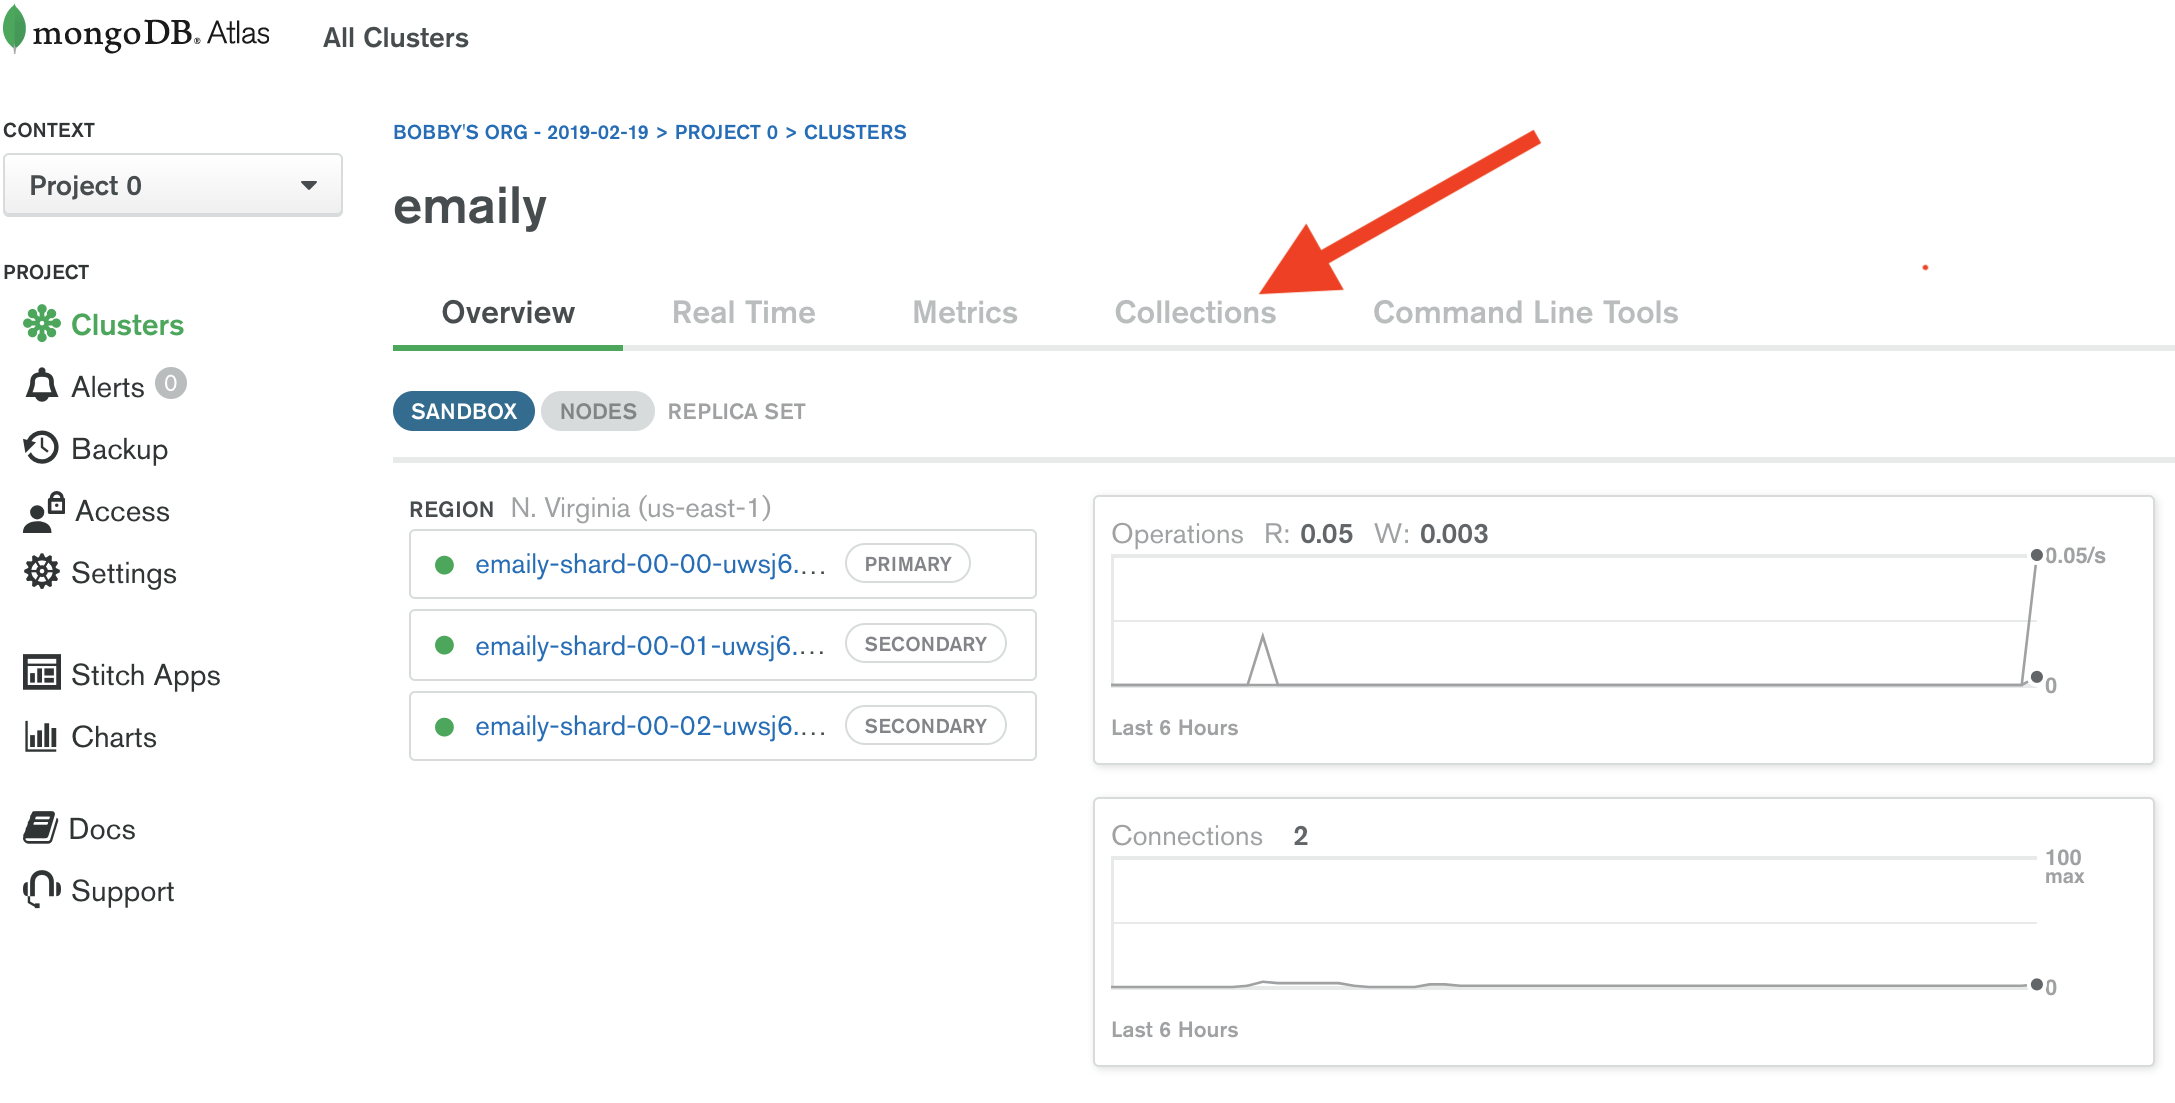 mongoDB® Atlas
All Clusters
CONTEXT
Project 0
PROJECT
Clusters
Alerts 0
Backup
Access
Settings
Stitch Apps
Charts
Docs
Support
BOBBY'S ORG - 2019-02-19 > PROJECT 0 > CLUSTERS
emaily
Overview Real Time Metrics Collections Command Line Tools
SANDBOX NODES REPLICA SET
REGION N. Virginia (us-east-1)
emaily-shard-00-00-uwsj6.... PRIMARY
emaily-shard-00-01-uwsj6.... SECONDARY
emaily-shard-00-02-uwsj6.... SECONDARY
Operations R: 0.05 W: 0.003
0.05/s
0
Last 6 Hours
Connections 2
100
max
0
Last 6 Hours